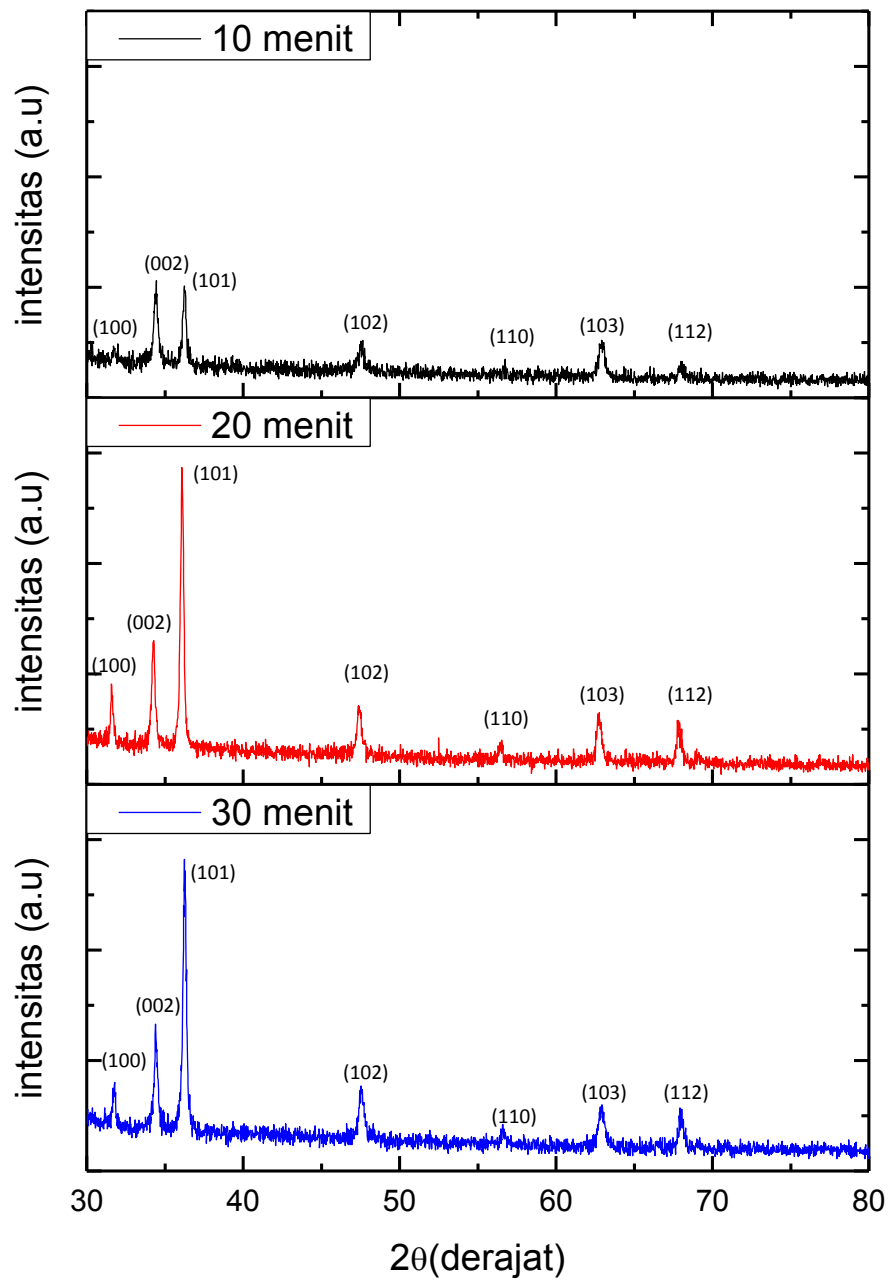 10 menit
intensitas (a.u)
(100)
(002)
(101)
(102)
(110)
(103)
(112)
20 menit
intensitas (a.u)
(100)
(002)
(101)
(102)
(110)
(103)
(112)
30 menit
intensitas (a.u)
(100)
(002)
(101)
(102)
(110)
(103)
(112)
30 40 50 60 70 80
2θ(derajat)